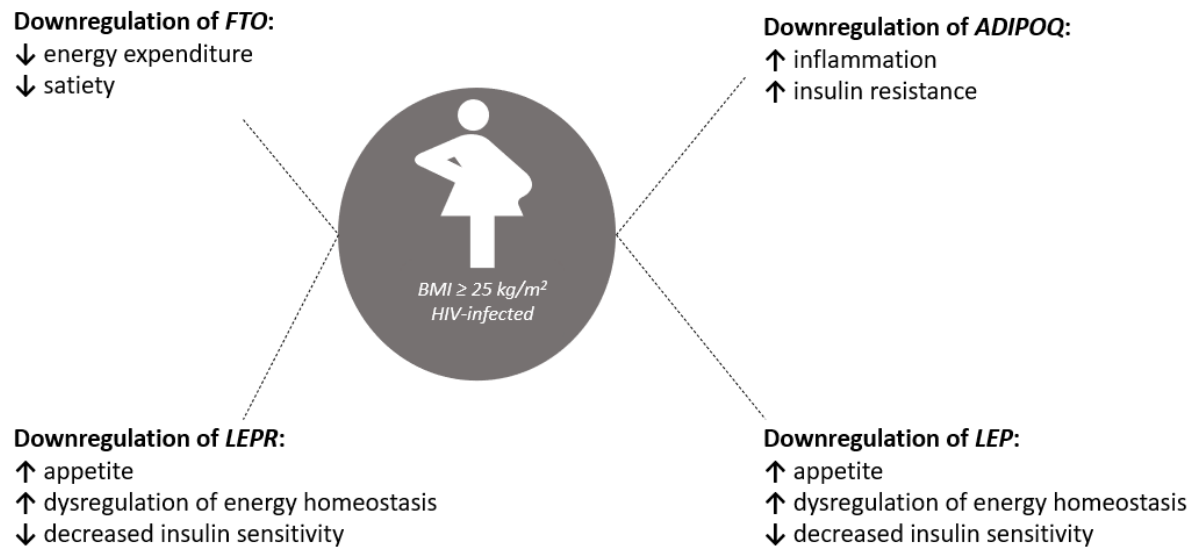 Downregulation of FTO:
↓ energy expenditure
↓ satiety
Downregulation of ADIPOQ:
↑ inflammation
↑ insulin resistance
BMI ≥ 25 kg/m²
HIV-infected
Downregulation of LEPR:
↑ appetite
↑ dysregulation of energy homeostasis
↓ decreased insulin sensitivity
Downregulation of LEP:
↑ appetite
↑ dysregulation of energy homeostasis
↓ decreased insulin sensitivity